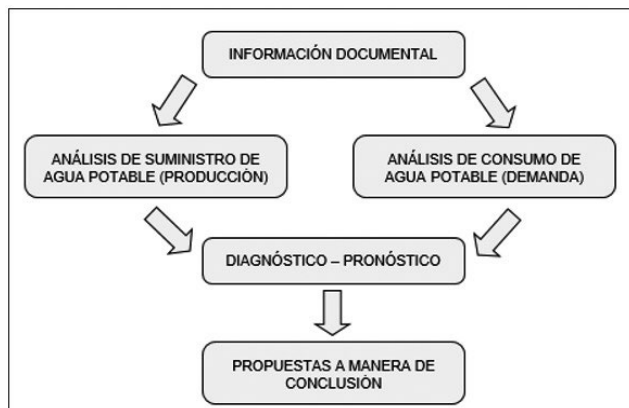 INFORMACIÓN DOCUMENTAL
ANÁLISIS DE SUMINISTRO DE
AGUA POTABLE (PRODUCCIÓN)
ANÁLISIS DE CONSUMO DE
AGUA POTABLE (DEMANDA)
DIAGNÓSTICO – PRONÓSTICO
PROPUESTAS A MANERA DE
CONCLUSIÓN